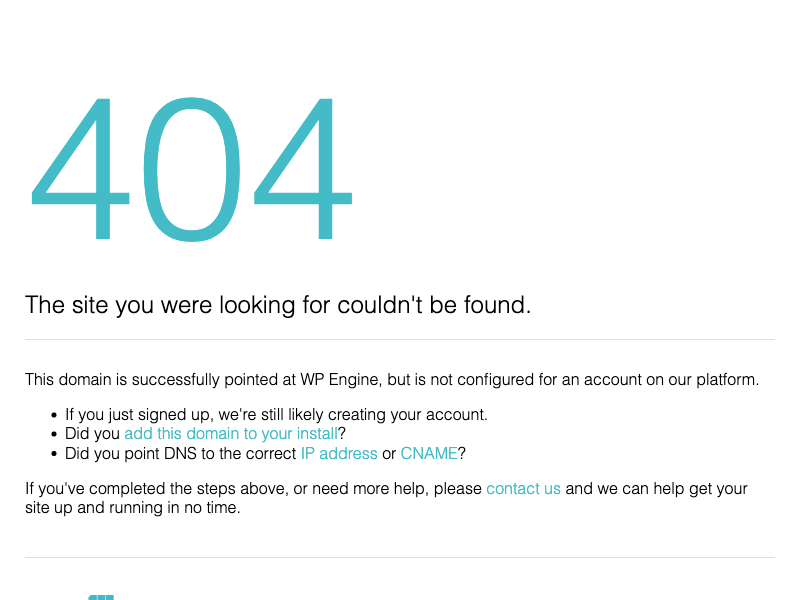 404
The site you were looking for couldn't be found.
This domain is successfully pointed at WP Engine, but is not configured for an account on our platform.
If you just signed up, we're still likely creating your account.
Did you add this domain to your install?
Did you point DNS to the correct IP address or CNAME?
If you've completed the steps above, or need more help, please contact us and we can help get your
site up and running in no time.